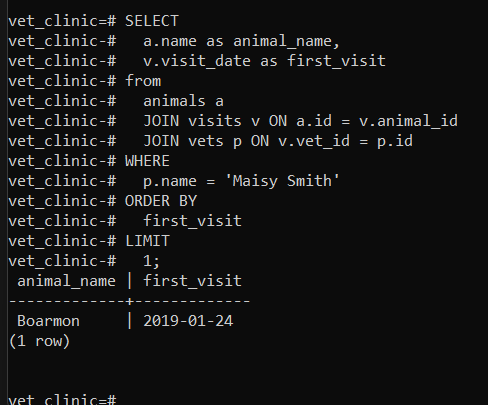 vet_clinic=# SELECT
vet_clinic-#   a.name as animal_name,
vet_clinic-#   v.visit_date as first_visit
vet_clinic-# from
vet_clinic-#   animals a
vet_clinic-#   JOIN visits v ON a.id = v.animal_id
vet_clinic-#   JOIN vets p ON v.vet_id = p.id
vet_clinic-# WHERE
vet_clinic-#   p.name = 'Maisy Smith'
vet_clinic-# ORDER BY
vet_clinic-#   first_visit
vet_clinic-# LIMIT
vet_clinic-#   1;
 animal_name | first_visit
-------------+-------------
 Boarmon     | 2019-01-24
(1 row)
vet_clinic=#